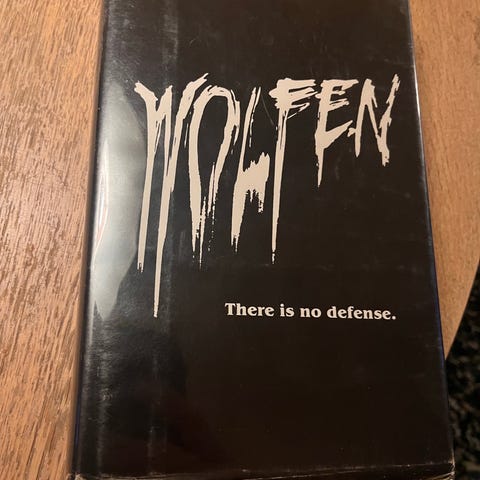 WOLFEN
There is no defense.